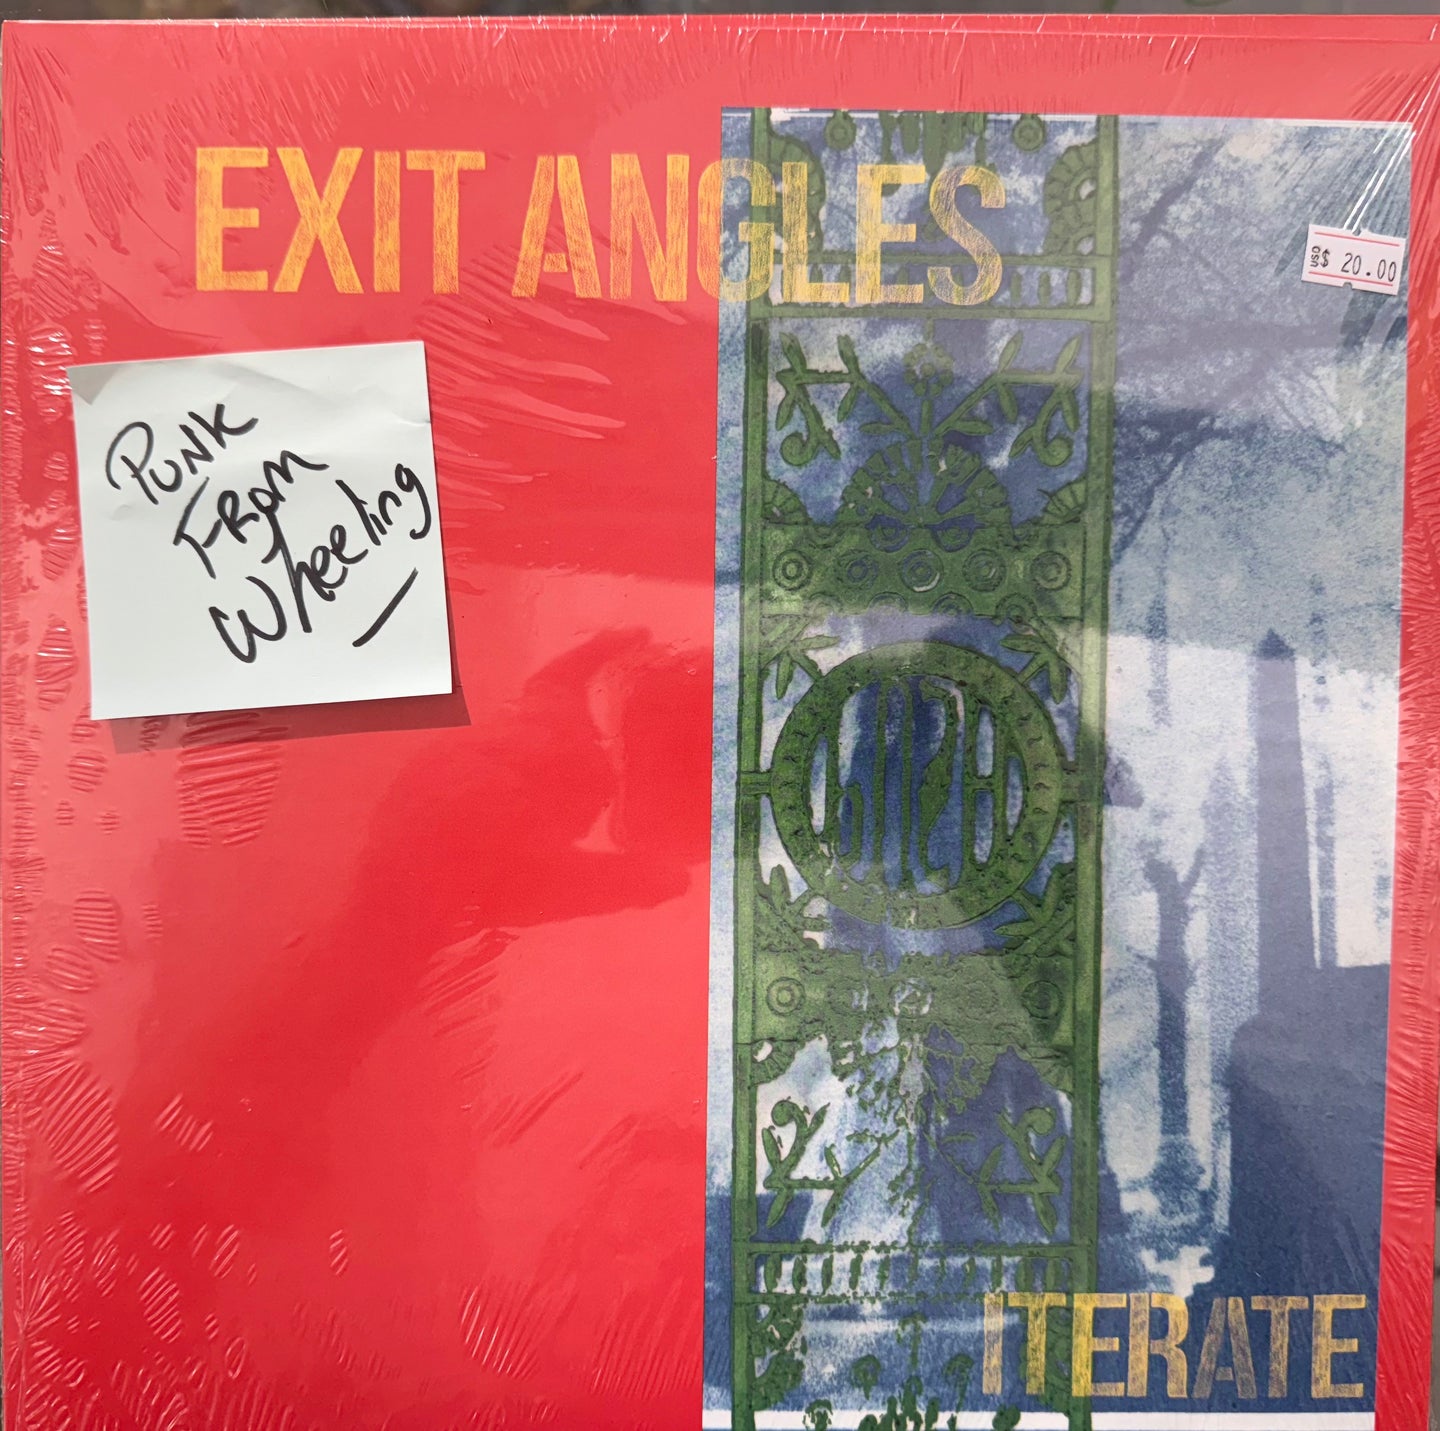 EXIT ANGLES
USD$ 20.00
PUNK
FROM
Wheeling
ITERATE